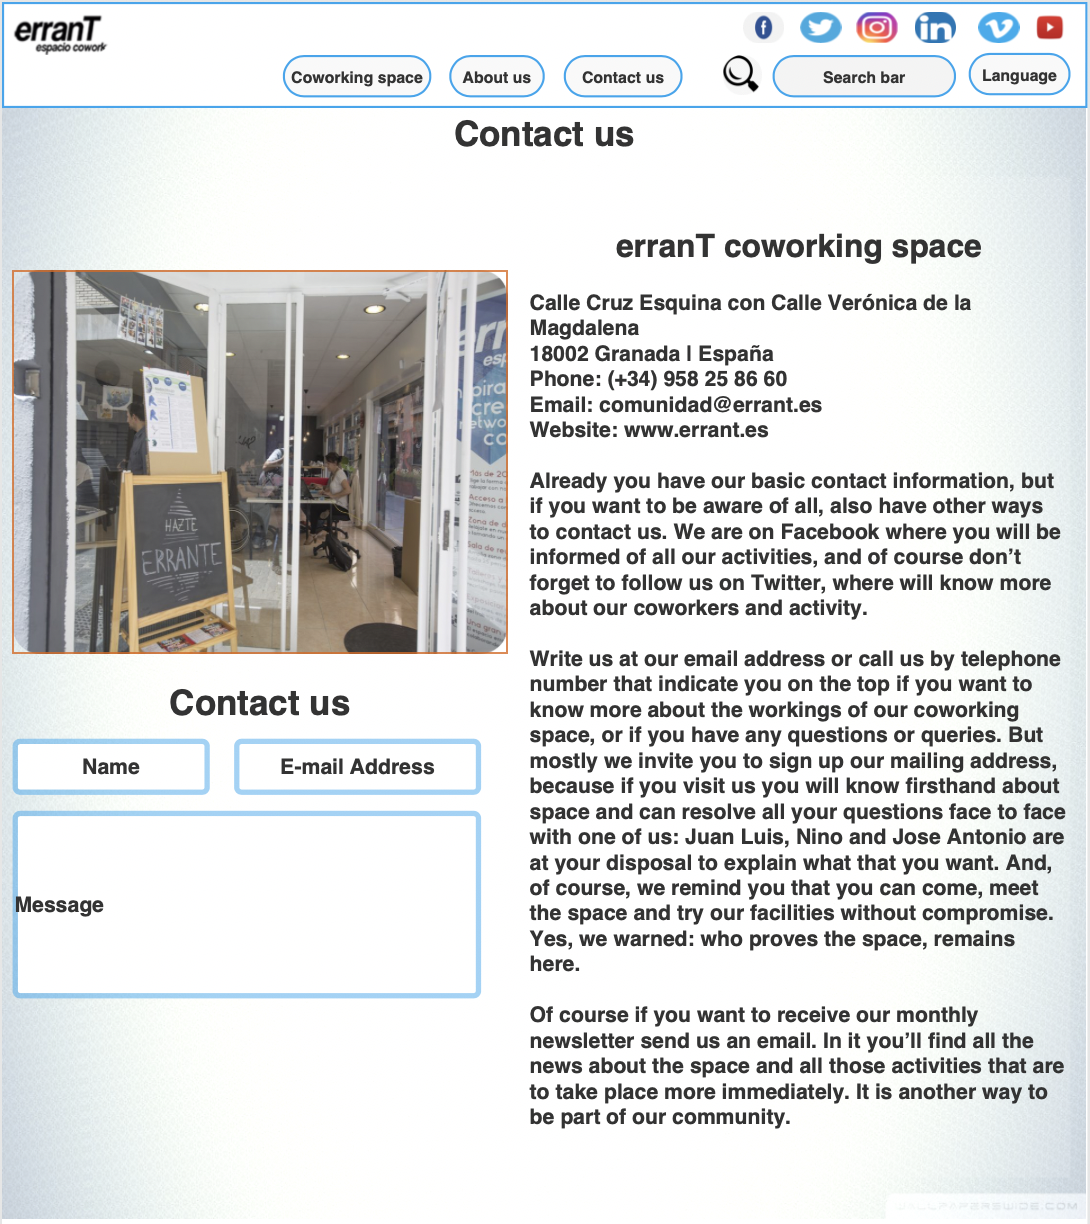 erranT
espacio cowork
Coworking space
About us
Contact us
Search bar
Language
Contact us
erranT coworking space
Calle Cruz Esquina con Calle Verónica de la
Magdalena
18002 Granada | España
Phone: (+34) 958 25 86 60
Email: comunidad@errant.es
Website: www.errant.es
Already you have our basic contact information, but
if you want to be aware of all, also have other ways
to contact us. We are on Facebook where you will be
informed of all our activities, and of course don’t
forget to follow us on Twitter, where will know more
about our coworkers and activity.
Write us at our email address or call us by telephone
number that indicate you on the top if you want to
know more about the workings of our coworking
space, or if you have any questions or queries. But
mostly we invite you to sign up our mailing address,
because if you visit us you will know firsthand about
space and can resolve all your questions face to face
with one of us: Juan Luis, Nino and Jose Antonio are
at your disposal to explain what that you want. And,
of course, we remind you that you can come, meet
the space and try our facilities without compromise.
Yes, we warned: who proves the space, remains
here.
Of course if you want to receive our monthly
newsletter send us an email. In it you’ll find all the
news about the space and all those activities that are
to take place more immediately. It is another way to
be part of our community.
HAZTE
ERRANTE
err
esp
Más de 20
Acceso a
Zona de
Una gran
Contact us
Name
E-mail Address
Message
WALLPAPERSWIDE.COM